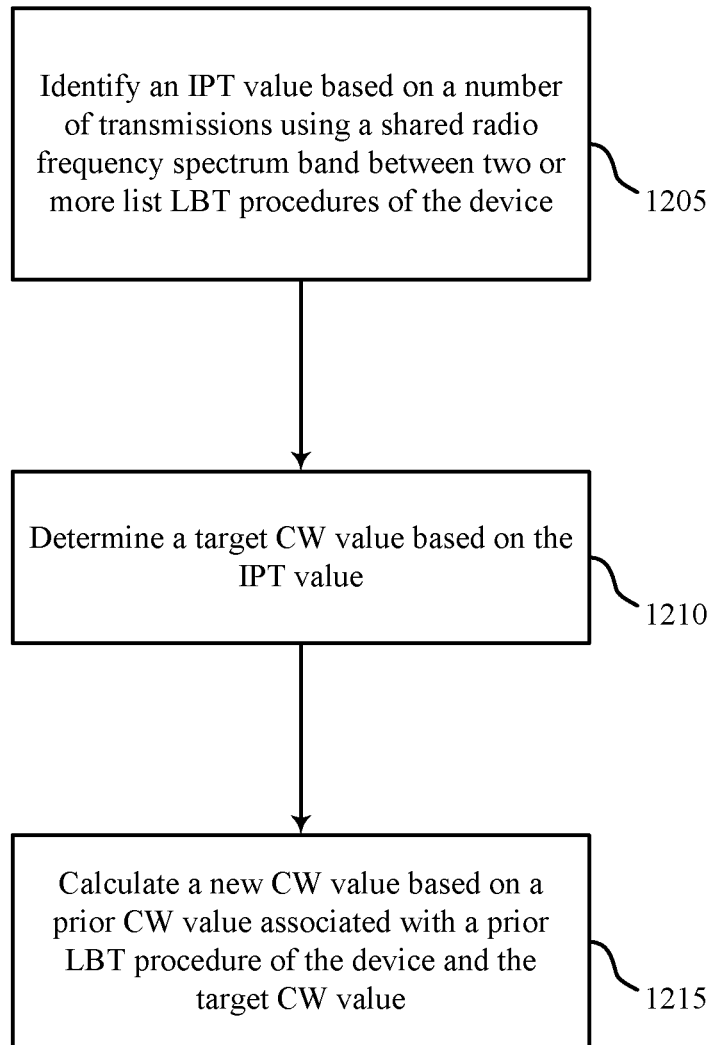 Identify an IPT value based on a number
of transmissions using a shared radio
frequency spectrum band between two or
more list LBT procedures of the device
1205
Determine a target CW value based on the
IPT value
1210
Calculate a new CW value based on a
prior CW value associated with a prior
LBT procedure of the device and the
target CW value
1215